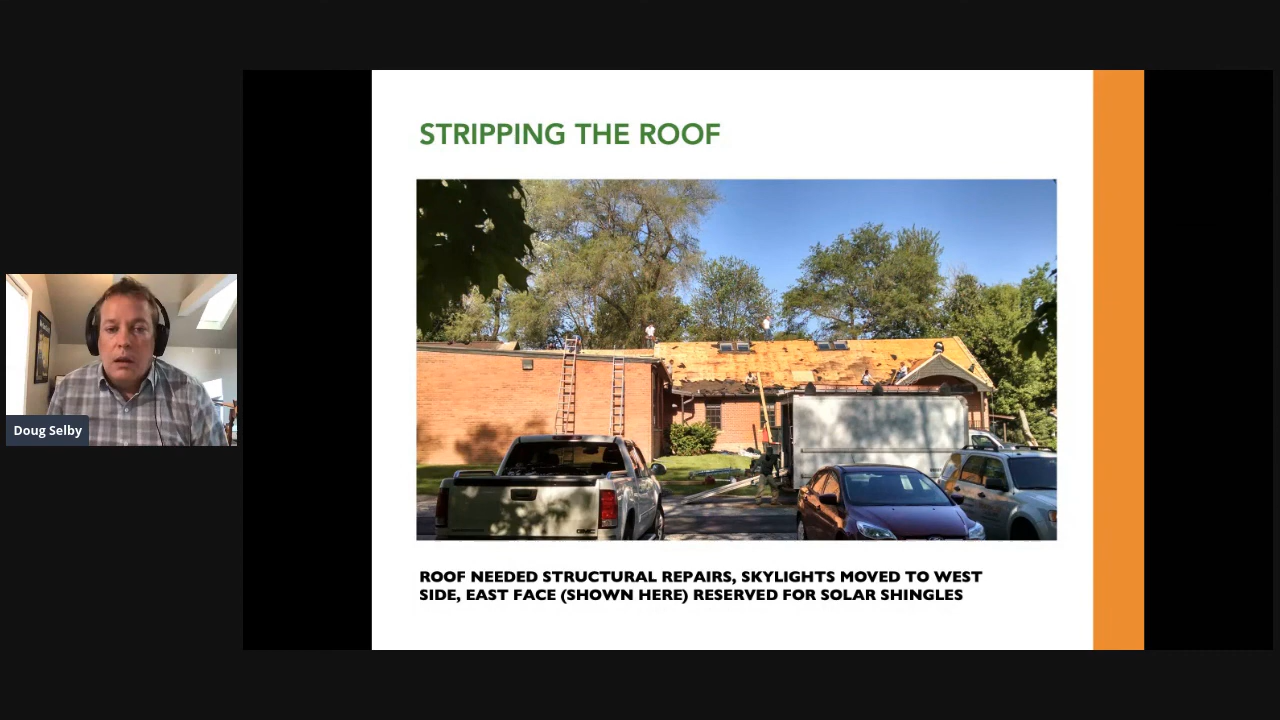 STRIPPING THE ROOF
Doug Selby
GMC
ROOF NEEDED STRUCTURAL REPAIRS, SKYLIGHTS MOVED TO WEST
SIDE, EAST FACE (SHOWN HERE) RESERVED FOR SOLAR SHINGLES